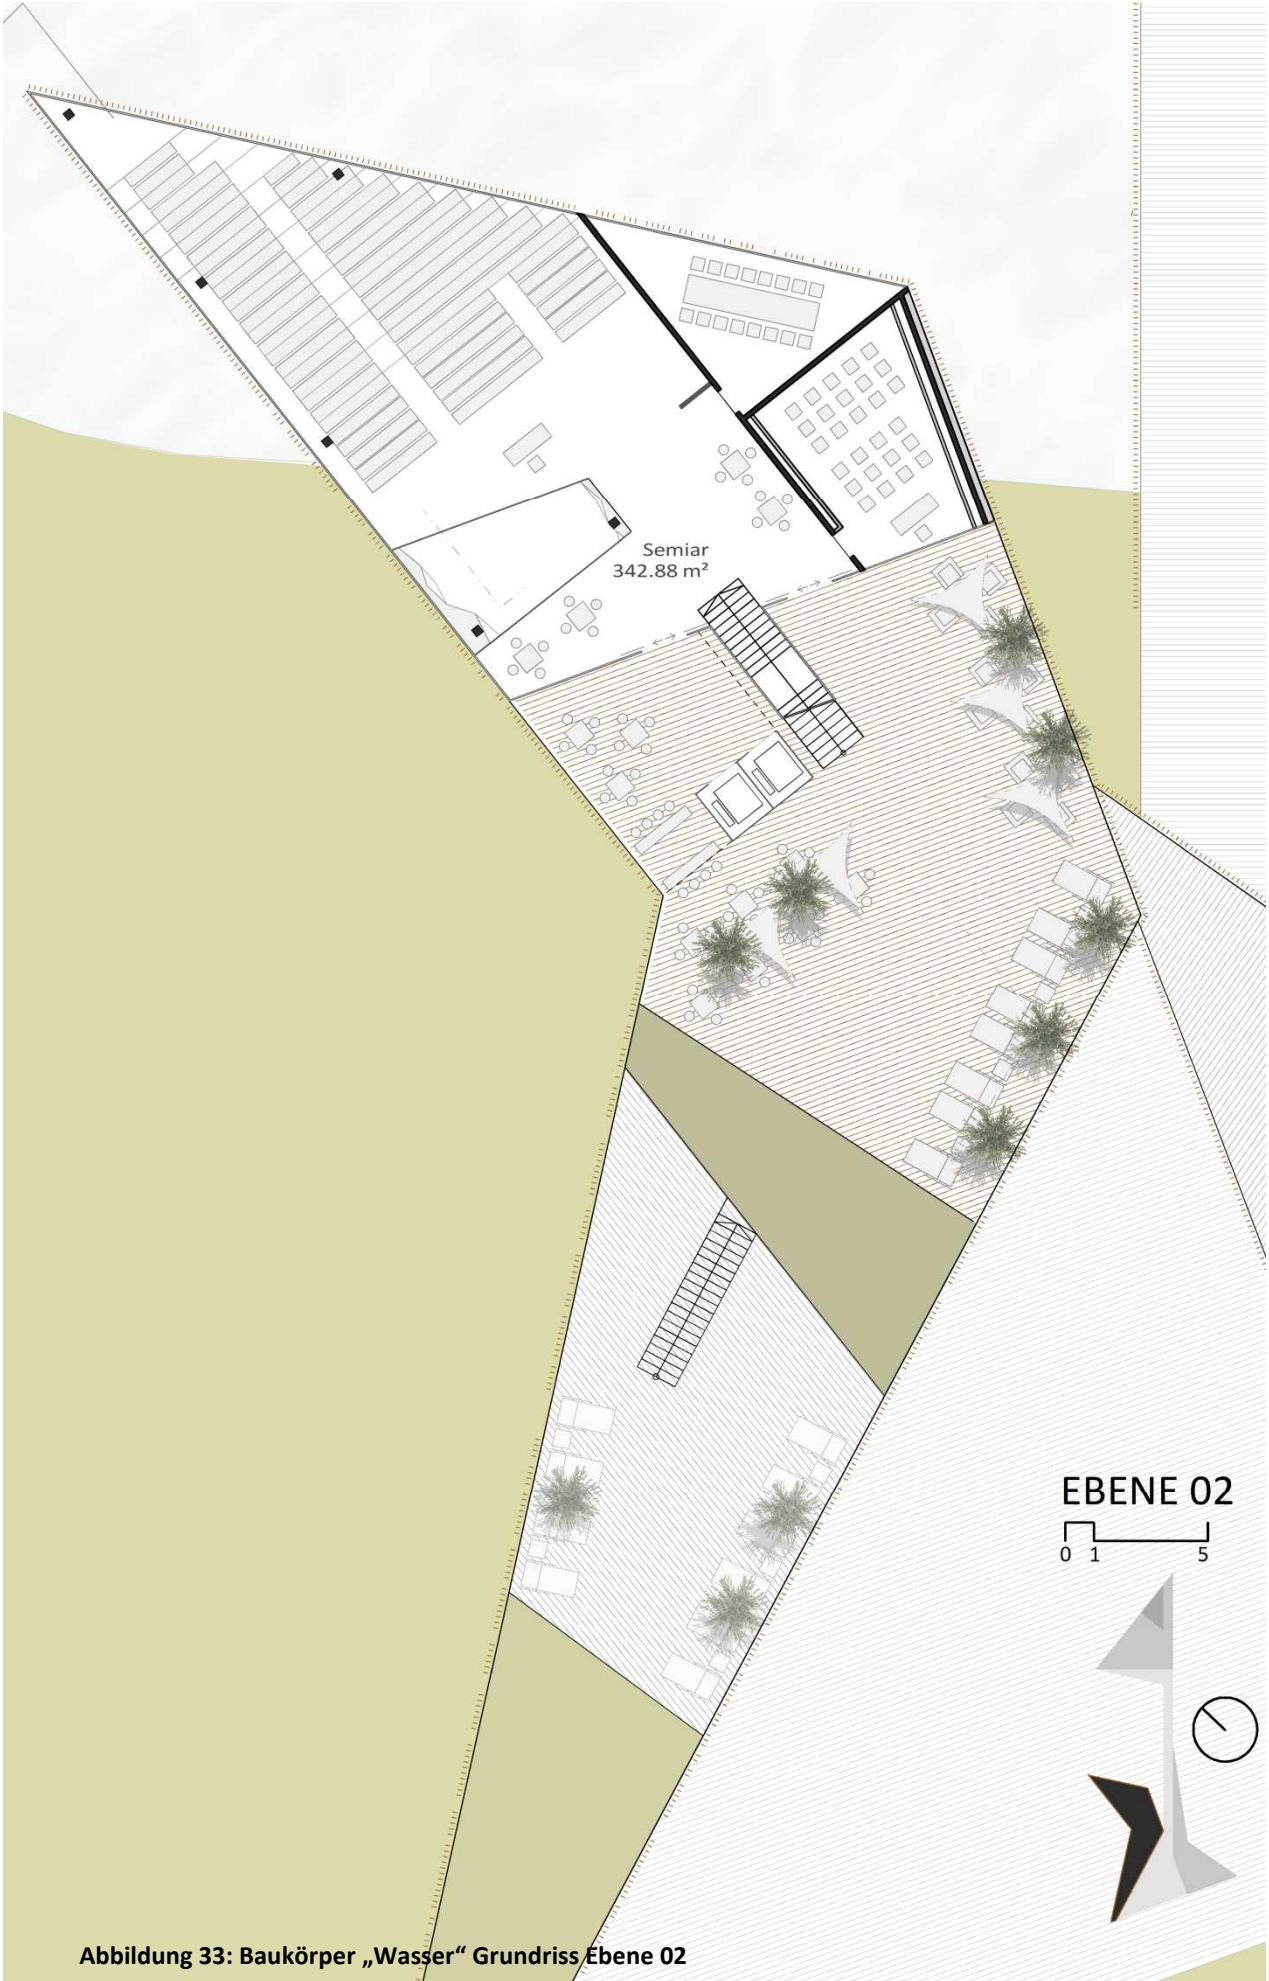 Semiar
342.88 m²
EBENE 02
0 1 5
Abbildung 33: Baukörper „Wasser“ Grundriss Ebene 02